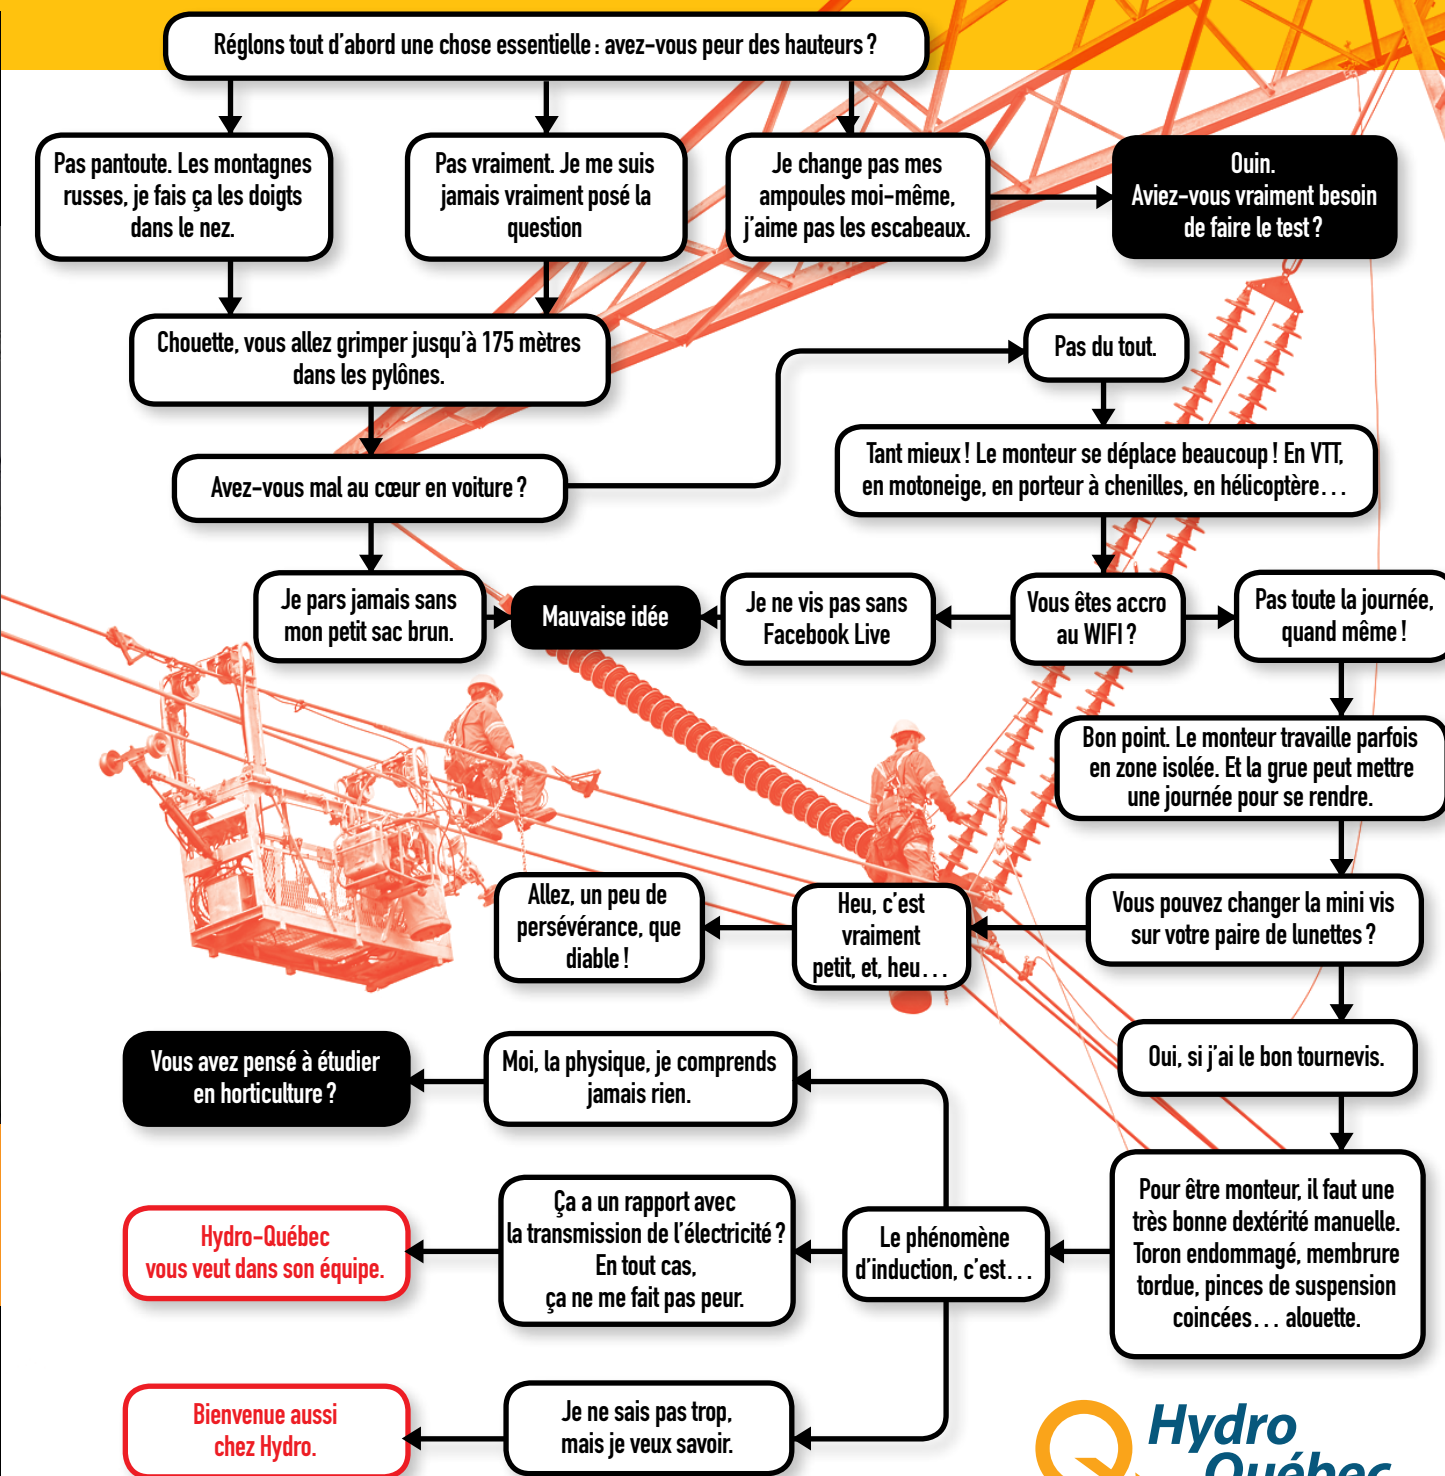 Réglons tout d'abord une chose essentielle : avez-vous peur des hauteurs ?
Pas pantoute. Les montagnes
russes, je fais ça les doigts
dans le nez.
Pas vraiment. Je me suis
jamais vraiment posé la
question
Je change pas mes
ampoules moi-même,
j'aime pas les escabeaux.
Ouin.
Aviez-vous vraiment besoin
de faire le test ?
Chouette, vous allez grimper jusqu'à 175 mètres
dans les pylônes.
Avez-vous mal au cœur en voiture ?
Pas du tout.
Tant mieux ! Le monteur se déplace beaucoup ! En VTT,
en motoneige, en porteur à chenilles, en hélicoptère...
Je pars jamais sans
mon petit sac brun.
Mauvaise idée
Je ne vis pas sans
Facebook Live
Vous êtes accro
au WIFI ?
Pas toute la journée,
quand même !
Bon point. Le monteur travaille parfois
en zone isolée. Et la grue peut mettre
une journée pour se rendre.
Vous pouvez changer la mini vis
sur votre paire de lunettes ?
Heu, c'est
vraiment
petit, et, heu...
Allez, un peu de
persévérance, que
diable !
Oui, si j'ai le bon tournevis.
Pour être monteur, il faut une
très bonne dextérité manuelle.
Toron endommagé, membrure
tordue, pinces de suspension
coincées... alouette.
Le phénomène
d'induction, c'est...
Moi, la physique, je comprends
jamais rien.
Vous avez pensé à étudier
en horticulture ?
Ça a un rapport avec
la transmission de l'électricité ?
En tout cas,
ça ne me fait pas peur.
Hydro-Québec
vous veut dans son équipe.
Je ne sais pas trop,
mais je veux savoir.
Bienvenue aussi
chez Hydro.
Hydro
Québec